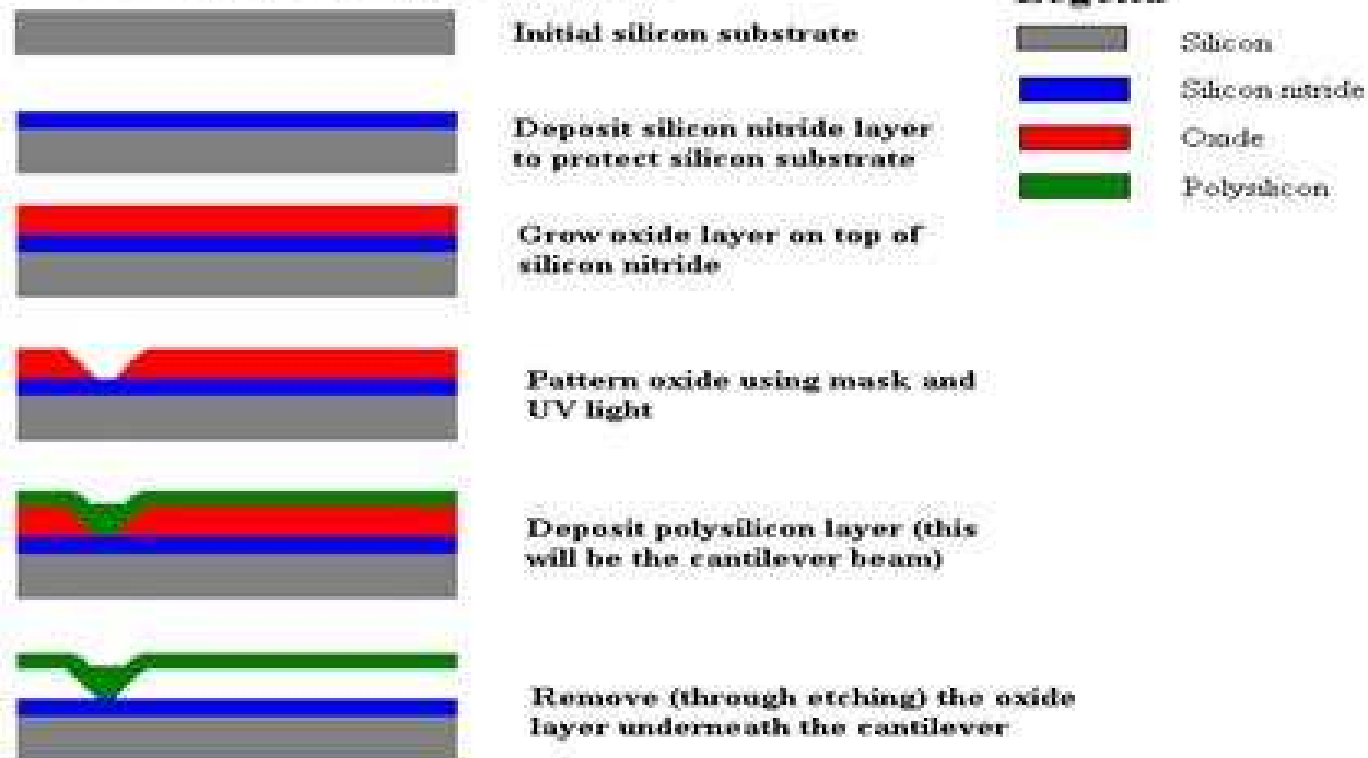 Initial silicon substrate
Deposit silicon nitride layer
to protect silicon substrate
Grow oxide layer on top of
silicon nitride
Pattern oxide using mask and
UV light
Deposit polysilicon layer (this
will be the cantilever beam)
Remove (through etching) the oxide
layer underneath the cantilever
Legend
Silicon
Silicon nitride
Oxide
Polysilicon